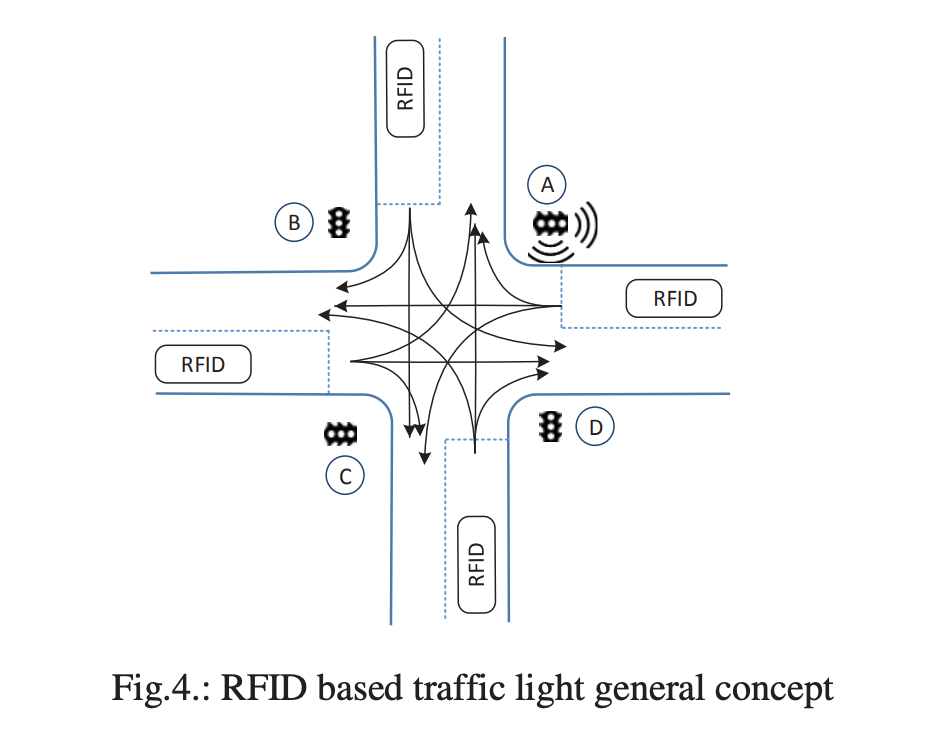 RFID
A
B
RFID
RFID
D
C
RFID
Fig.4.: RFID based traffic light general concept